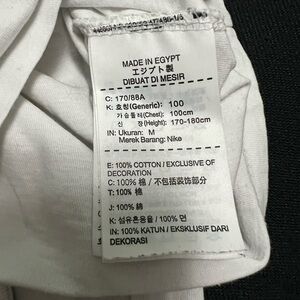 MADE IN EGYPT
エジプト製
DIBUAT DI MESIR
C: 170/88A
K: 호칭(Generic): 100
가슴둘레(Chest): 100cm
신 장(Height): 170-180cm
IN: Ukuran: M
Merek Barang: Nike
E: 100% COTTON / EXCLUSIVE OF
DECORATION
C: 100% 棉 / 不包括装饰部分
T: 100% 棉
J: 100% 綿
K: 섬유혼용율 / 100% 면
IN: 100% KATUN / EKSKLUSIF DARI
DEKORASI